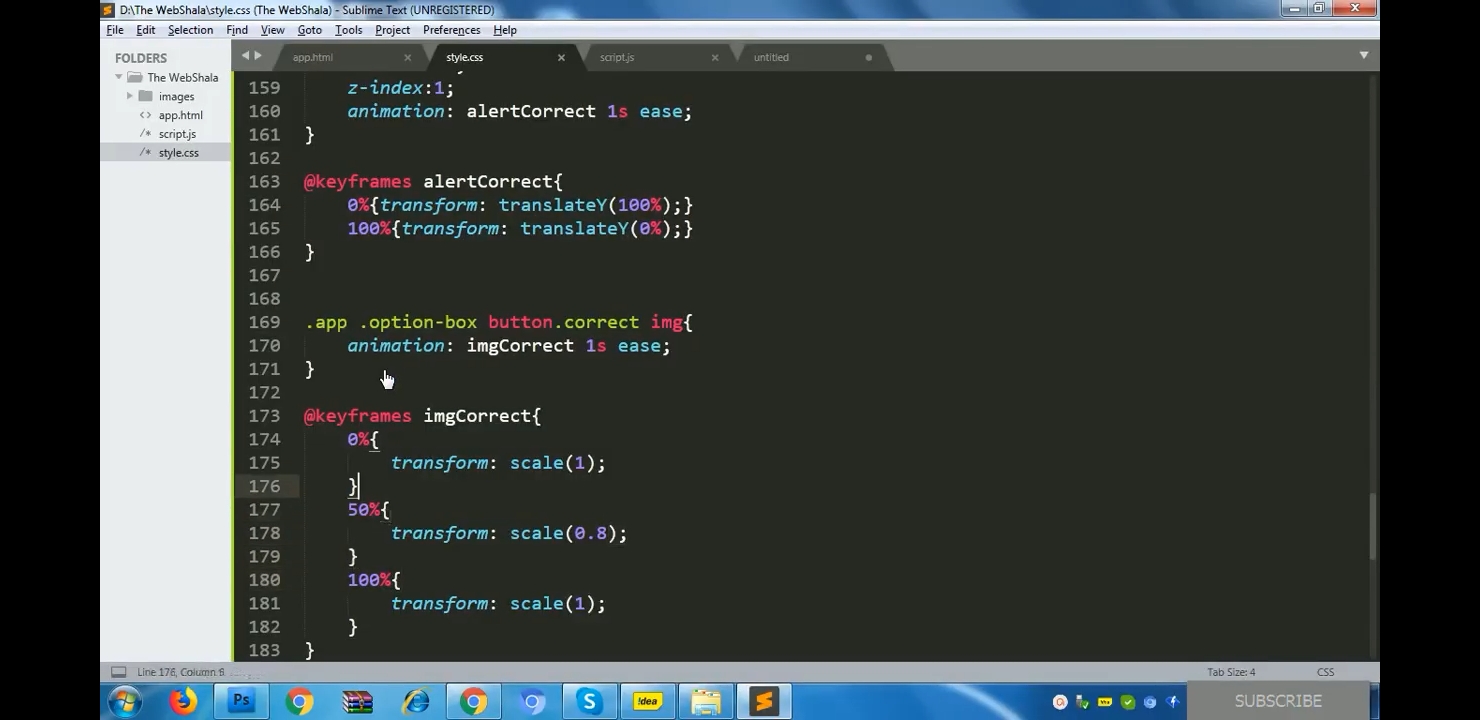 D:\The WebShala\style.css (The WebShala) - Sublime Text (UNREGISTERED)
File Edit Selection Find View Goto Tools Project Preferences Help
FOLDERS
The WebShala
images
app.html
script.js
style.css
app.html style.css script.js untitled
159 z-index:1;
160 animation: alertCorrect 1s ease;
161 }
162
163 @keyframes alertCorrect{
164 0%{transform: translateY(100%);}
165 100%{transform: translateY(0%);}
166 }
167
168
169 .app .option-box button.correct img{
170 animation: imgCorrect 1s ease;
171 }
172
173 @keyframes imgCorrect{
174 0%{
175 transform: scale(1);
176 }
177 50%{
178 transform: scale(0.8);
179 }
180 100%{
181 transform: scale(1);
182 }
183 }
Line 176, Column 6
Tab Size: 4 CSS
Ps
S
!dea
SUBSCRIBE